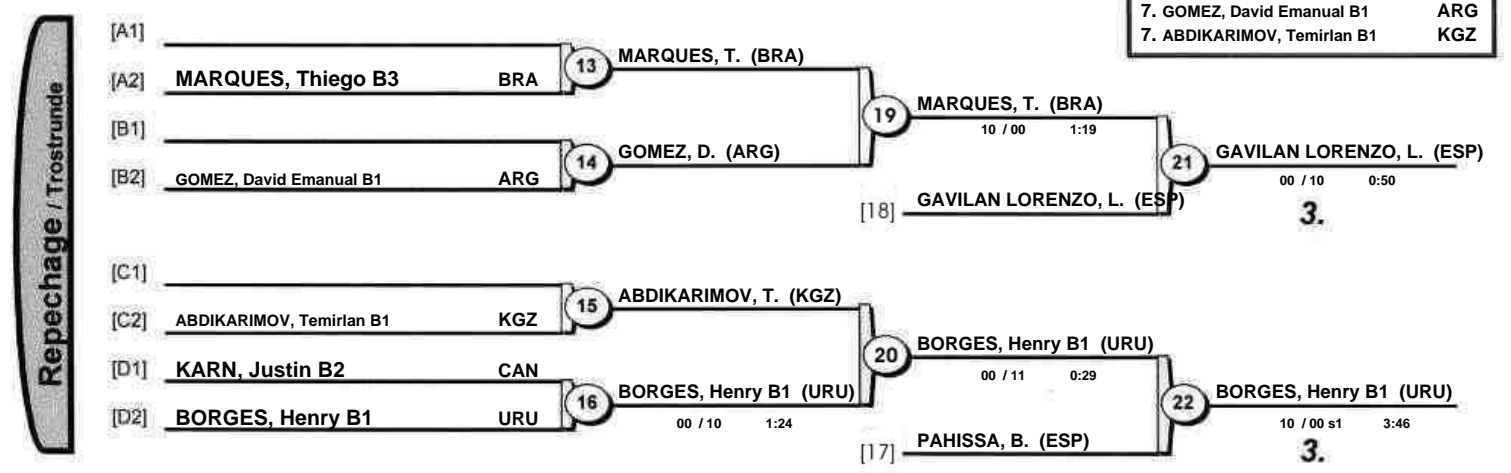 7. GOMEZ, David Emanual B1 ARG
7. ABDIKARIMOV, Temirlan B1 KGZ
Repechage / Trostrunde
[A1]
[A2] MARQUES, Thiego B3 BRA
13 MARQUES, T. (BRA)
[B1]
[B2] GOMEZ, David Emanual B1 ARG
14 GOMEZ, D. (ARG)
19 MARQUES, T. (BRA)
10 / 00 1:19
[18] GAVILAN LORENZO, L. (ESP)
21 GAVILAN LORENZO, L. (ESP)
00 / 10 0:50
3.
[C1]
[C2] ABDIKARIMOV, Temirlan B1 KGZ
15 ABDIKARIMOV, T. (KGZ)
[D1] KARN, Justin B2 CAN
[D2] BORGES, Henry B1 URU
16 BORGES, Henry B1 (URU)
00 / 10 1:24
20 BORGES, Henry B1 (URU)
00 / 11 0:29
[17] PAHISSA, B. (ESP)
22 BORGES, Henry B1 (URU)
10 / 00 s1 3:46
3.